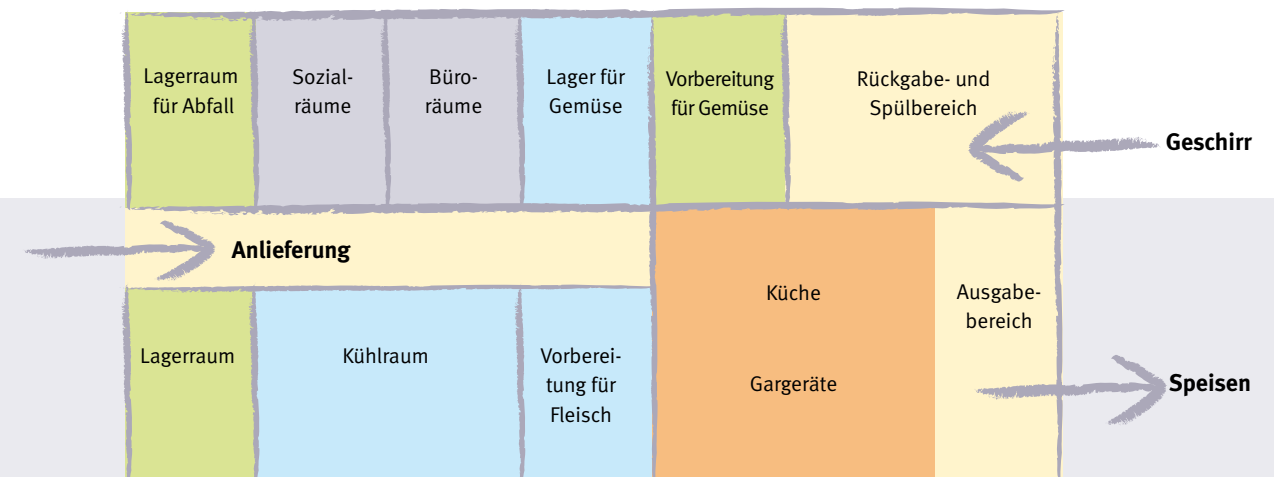 Lagerraum
für Abfall
Sozial-
räume
Büro-
räume
Lager für
Gemüse
Vorbereitung
für Gemüse
Rückgabe- und
Spülbereich
Geschirr
Anlieferung
Küche
Gargeräte
Ausgabe-
bereich
Lagerraum
Kühlraum
Vorberei-
tung für
Fleisch
Speisen